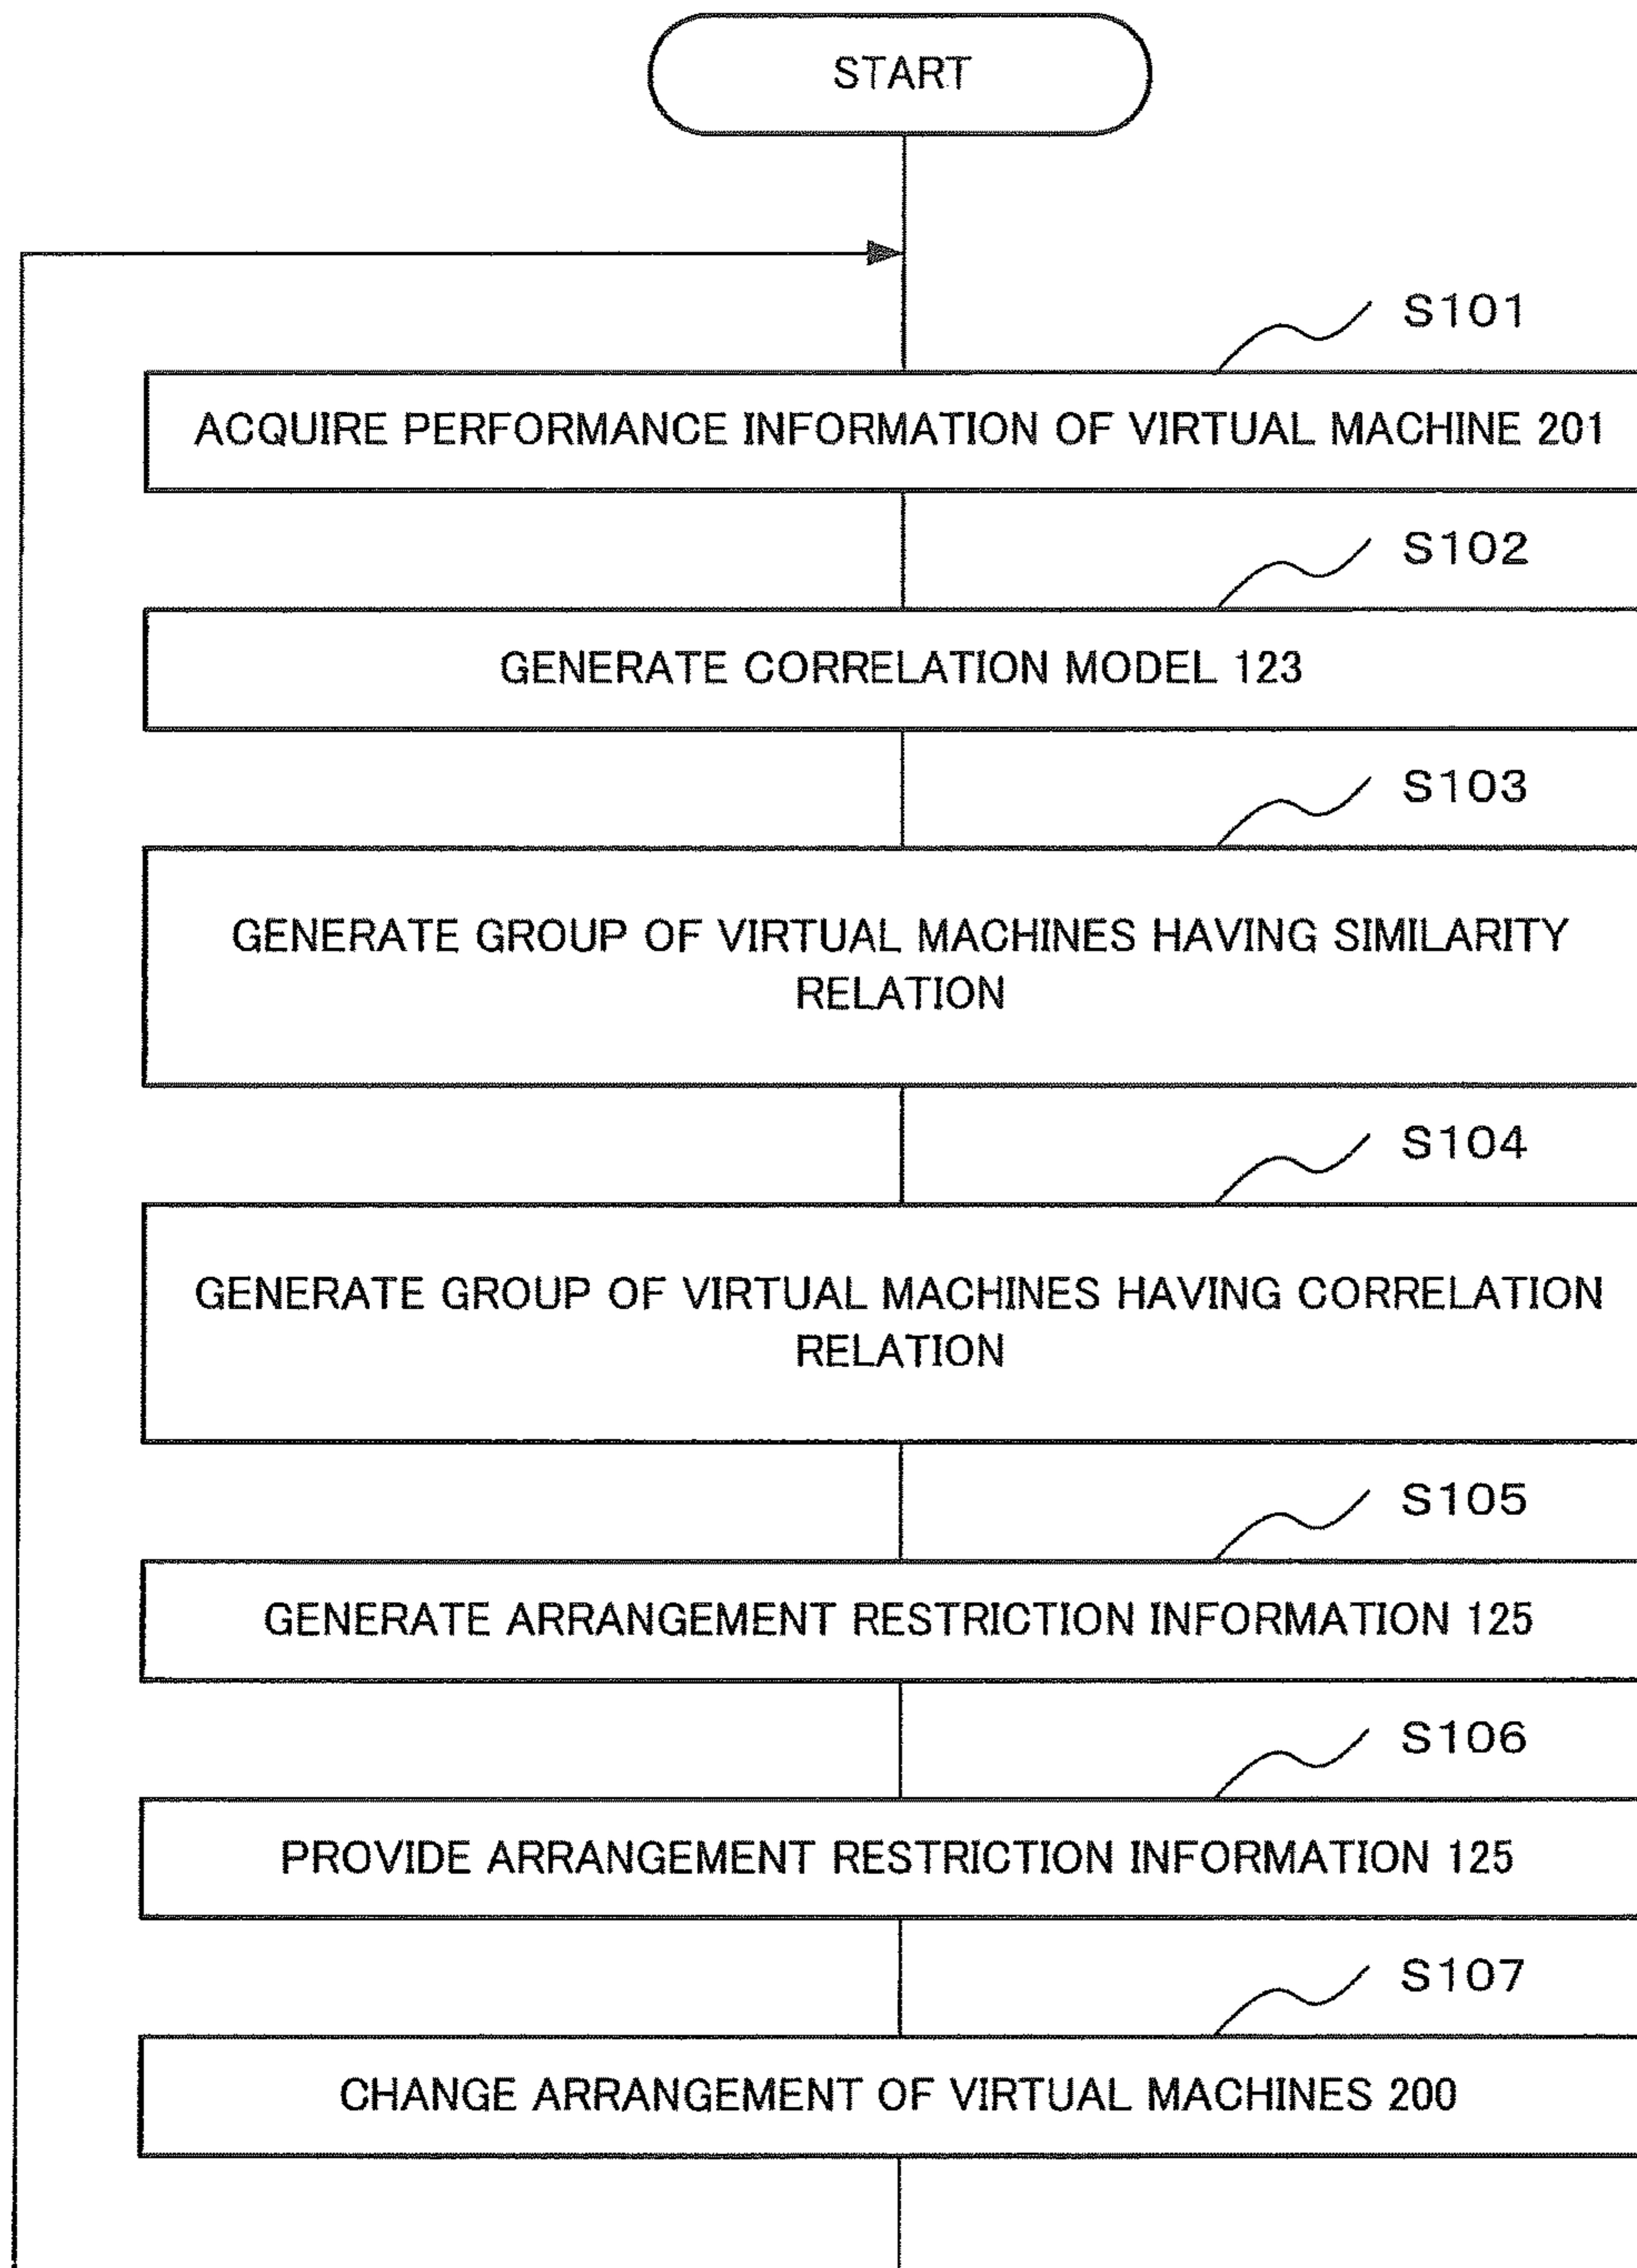 START
S101
ACQUIRE PERFORMANCE INFORMATION OF VIRTUAL MACHINE 201
S102
GENERATE CORRELATION MODEL 123
S103
GENERATE GROUP OF VIRTUAL MACHINES HAVING SIMILARITY
RELATION
S104
GENERATE GROUP OF VIRTUAL MACHINES HAVING CORRELATION
RELATION
S105
GENERATE ARRANGEMENT RESTRICTION INFORMATION 125
S106
PROVIDE ARRANGEMENT RESTRICTION INFORMATION 125
S107
CHANGE ARRANGEMENT OF VIRTUAL MACHINES 200